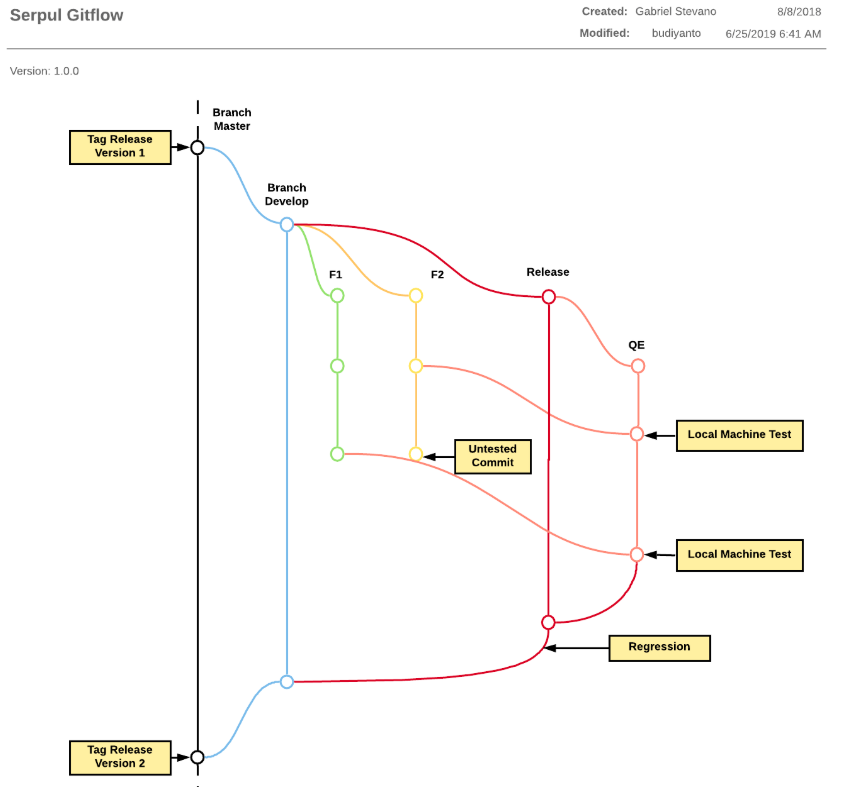 Serpul Gitflow
Created: Gabriel Stevano 8/8/2018
Modified: budiyanto 6/25/2019 6:41 AM
Version: 1.0.0
Branch
Master
Tag Release
Version 1
Branch
Develop
F1
F2
Release
QE
Local Machine Test
Untested
Commit
Local Machine Test
Regression
Tag Release
Version 2